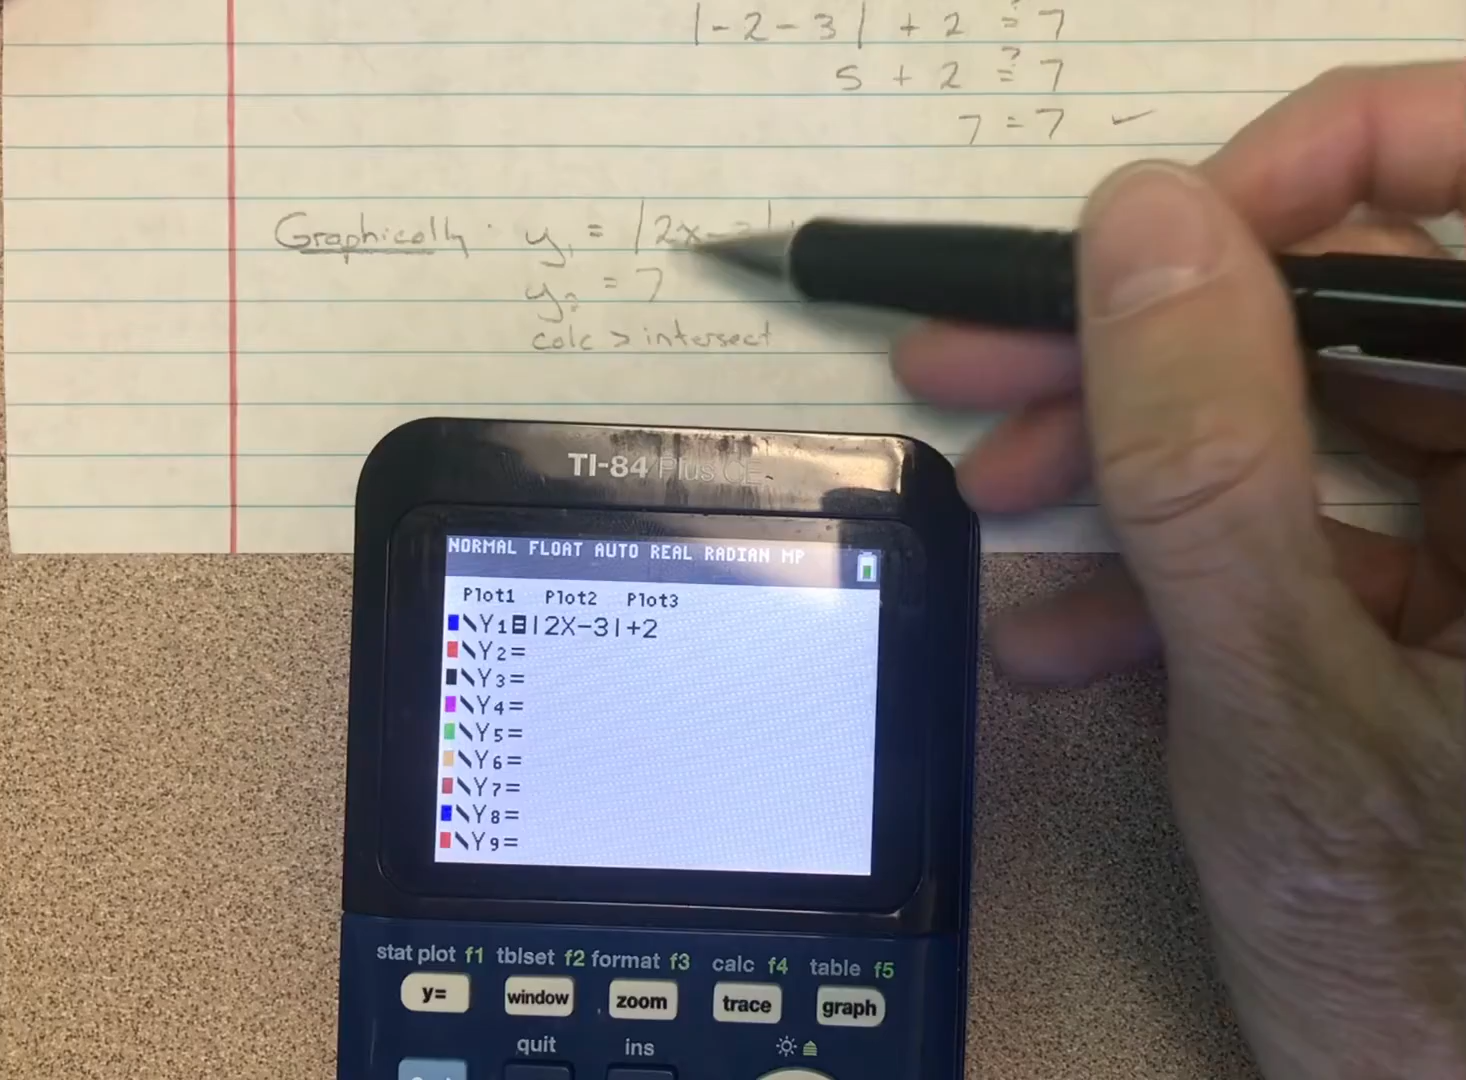 |-2-3| + 2 ≟ 7
5 + 2 ≟ 7
7 = 7 ✓
Graphically: y₁ = |2x-3|
y₂ = 7
calc > intersect
TI-84 Plus CE
NORMAL FLOAT AUTO REAL RADIAN MP
Plot1 Plot2 Plot3
\Y1=|2X-3|+2
\Y2=
\Y3=
\Y4=
\Y5=
\Y6=
\Y7=
\Y8=
\Y9=
stat plot f1 tblset f2 format f3 calc f4 table f5
y= window zoom trace graph
quit ins